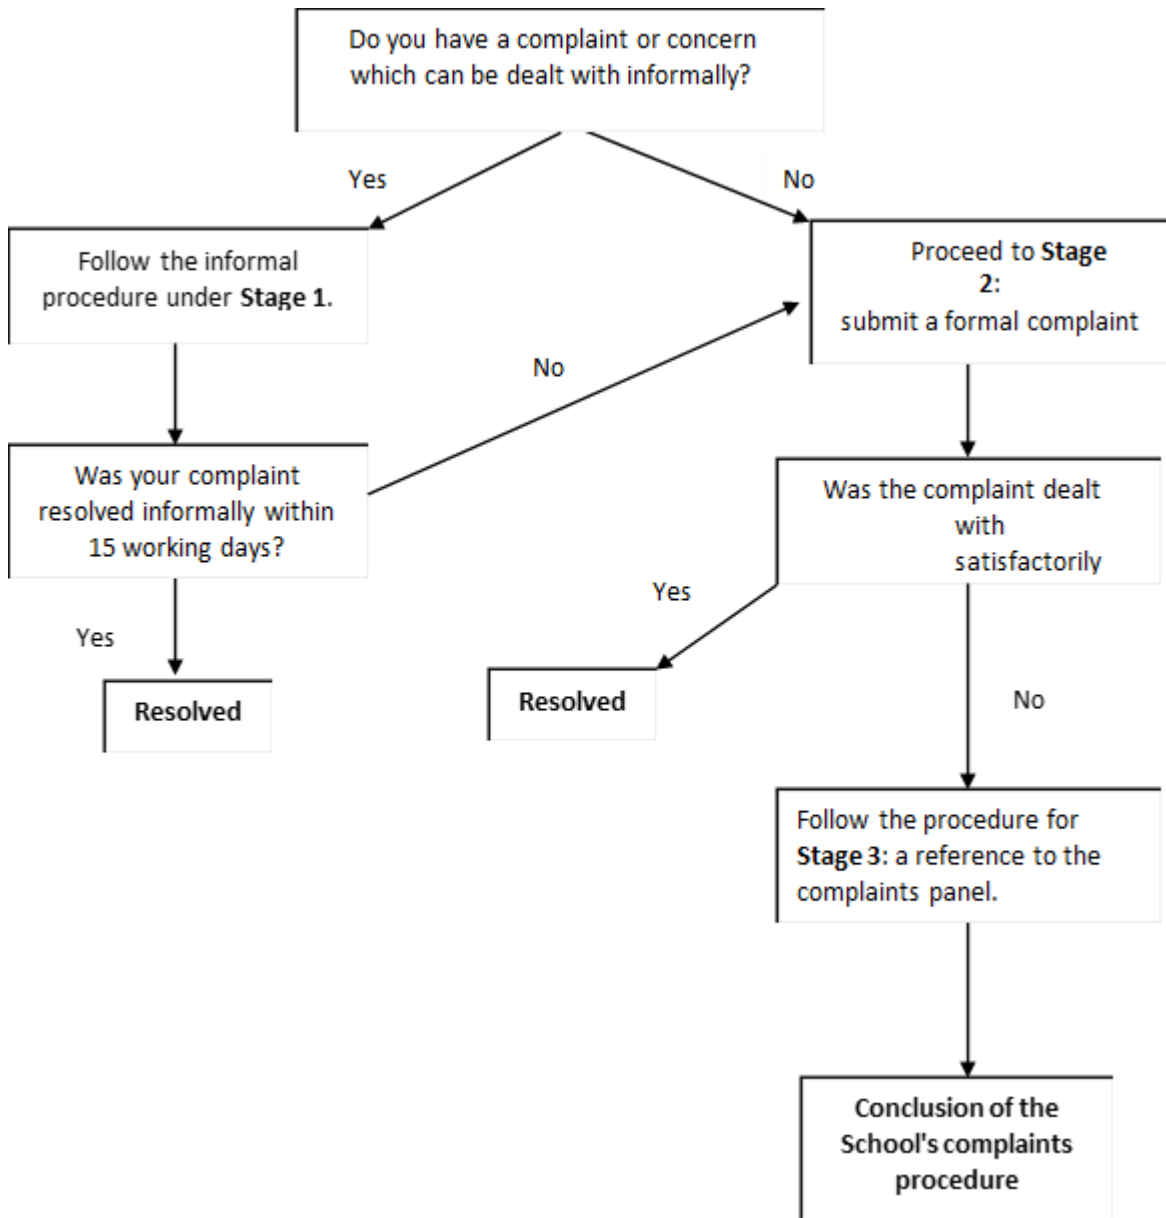 Do you have a complaint or concern
which can be dealt with informally?
Yes
No
Follow the informal
procedure under Stage 1.
Proceed to Stage
2:
submit a formal complaint
No
Was your complaint
resolved informally within
15 working days?
Was the complaint dealt
with
satisfactorily
Yes
Yes
Resolved
Resolved
No
Follow the procedure for
Stage 3: a reference to the
complaints panel.
Conclusion of the
School's complaints
procedure